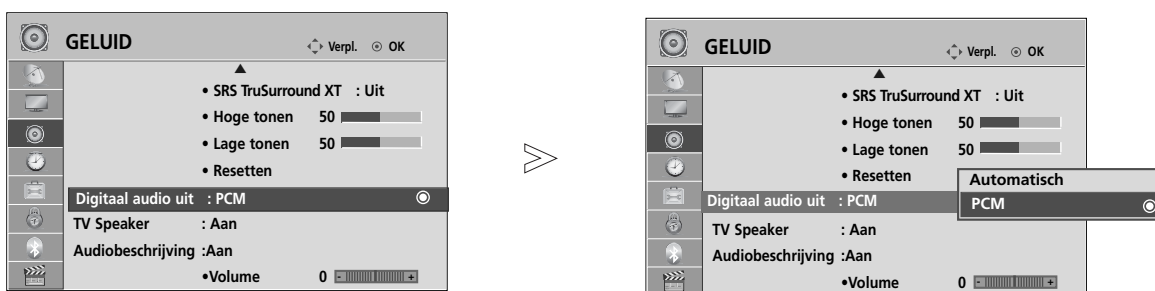 GELUID Verpl. OK
• SRS TruSurround XT : Uit
• Hoge tonen 50
• Lage tonen 50
• Resetten
Digitaal audio uit : PCM
TV Speaker : Aan
Audiobeschrijving :Aan
•Volume 0 - +
GELUID Verpl. OK
• SRS TruSurround XT : Uit
• Hoge tonen 50
• Lage tonen 50
• Resetten
Digitaal audio uit : PCM
Automatisch
PCM
TV Speaker : Aan
Audiobeschrijving :Aan
•Volume 0 - +